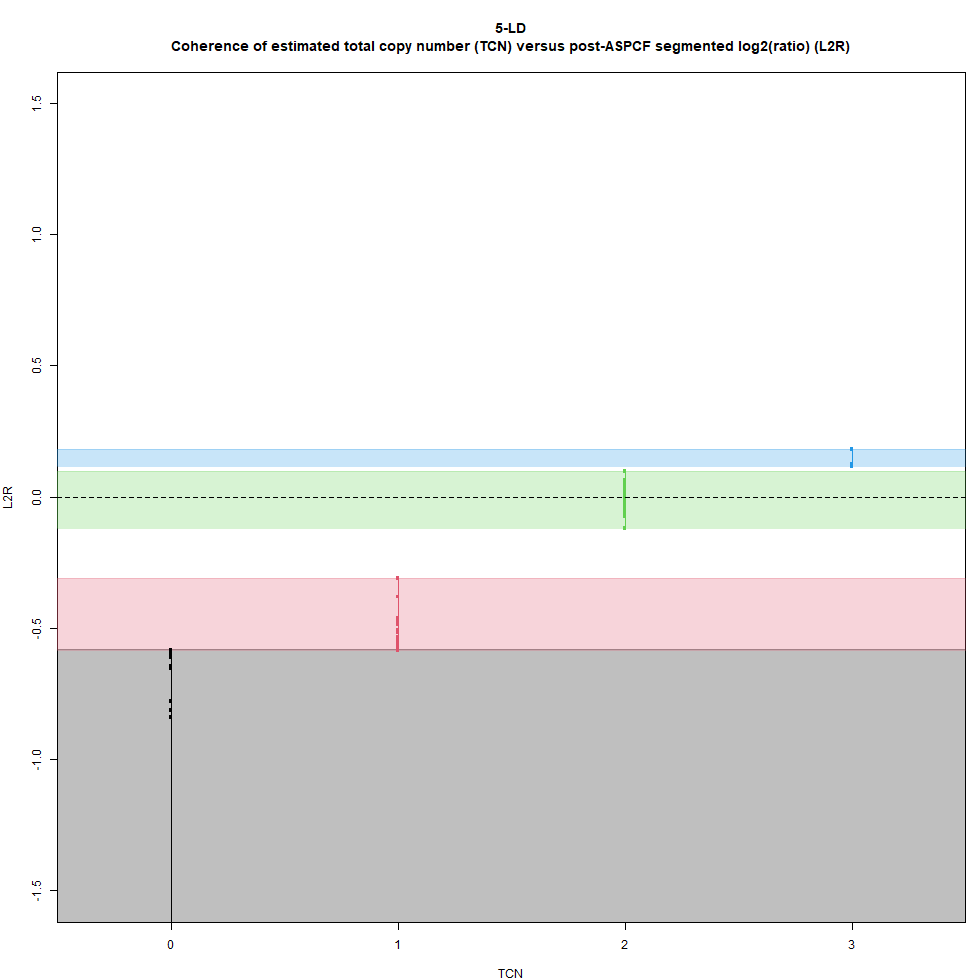 5-LD
Coherence of estimated total copy number (TCN) versus post-ASPCF segmented log2(ratio) (L2R)
1.5
1.0
0.5
0.0
-0.5
-1.0
-1.5
L2R
0 1 2 3
TCN